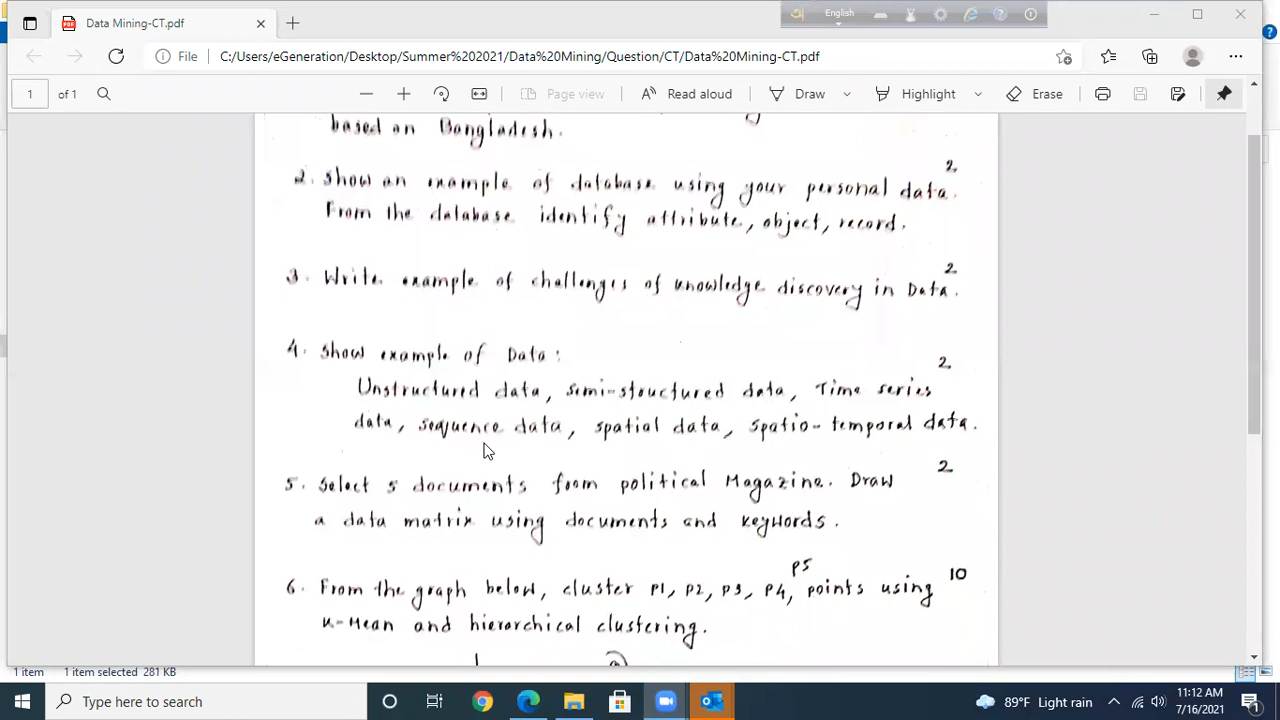 Data Mining-CT.pdf
English
File
C:/Users/eGeneration/Desktop/Summer%202021/Data%20Mining/Question/CT/Data%20Mining-CT.pdf
1 of 1
Page view
Read aloud
Draw
Highlight
Erase
based on Bangladesh.
2. Show an example of database using your personal data. 2
From the database identify attribute, object, record.
3. Write example of challenges of knowledge discovery in Data. 2
4. Show example of Data:
Unstructured data, semi-structured data, Time series 2
data, sequence data, spatial data, spatio-temporal data.
5. Select 5 documents from political Magazine. Draw 2
a data matrix using documents and keywords.
6. From the graph below, cluster P1, P2, P3, P4, P5 points using 10
K-Mean and hierarchical clustering.
1 item
1 item selected 281 KB
Type here to search
89°F Light rain
11:12 AM
7/16/2021
1